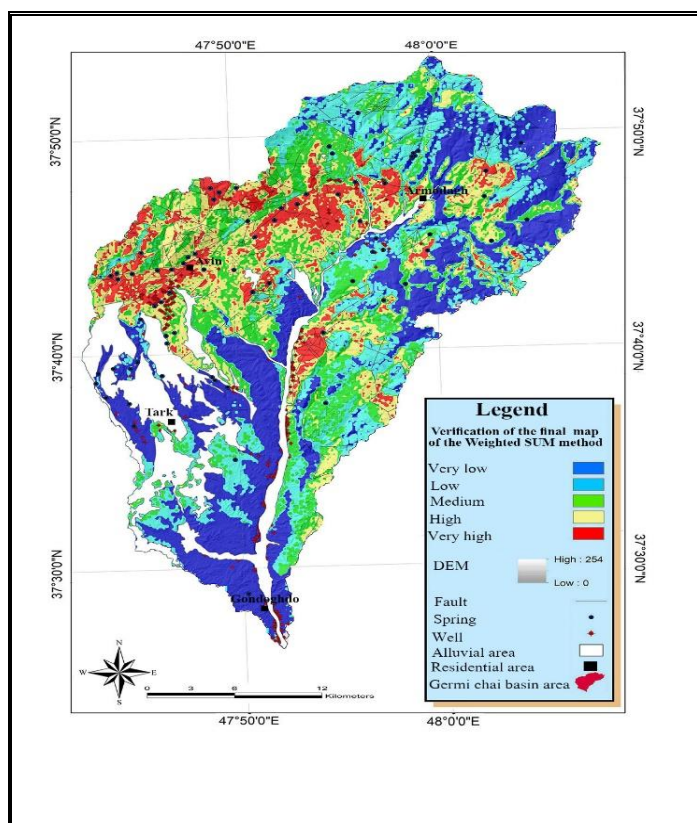 47°50'0"E
48°0'0"E
37°50'0"N
37°50'0"N
Armodagh
Avin
37°40'0"N
37°40'0"N
Tark
Legend
Verification of the final map
of the Weighted SUM method
Very low
Low
Medium
High
Very high
DEM
High : 254
Low : 0
Fault
Spring
Well
Alluvial area
Residential area
Germi chai basin area
37°30'0"N
37°30'0"N
Gondoghdo
N
W
E
S
0
3
6
12
Kilometers
47°50'0"E
48°0'0"E